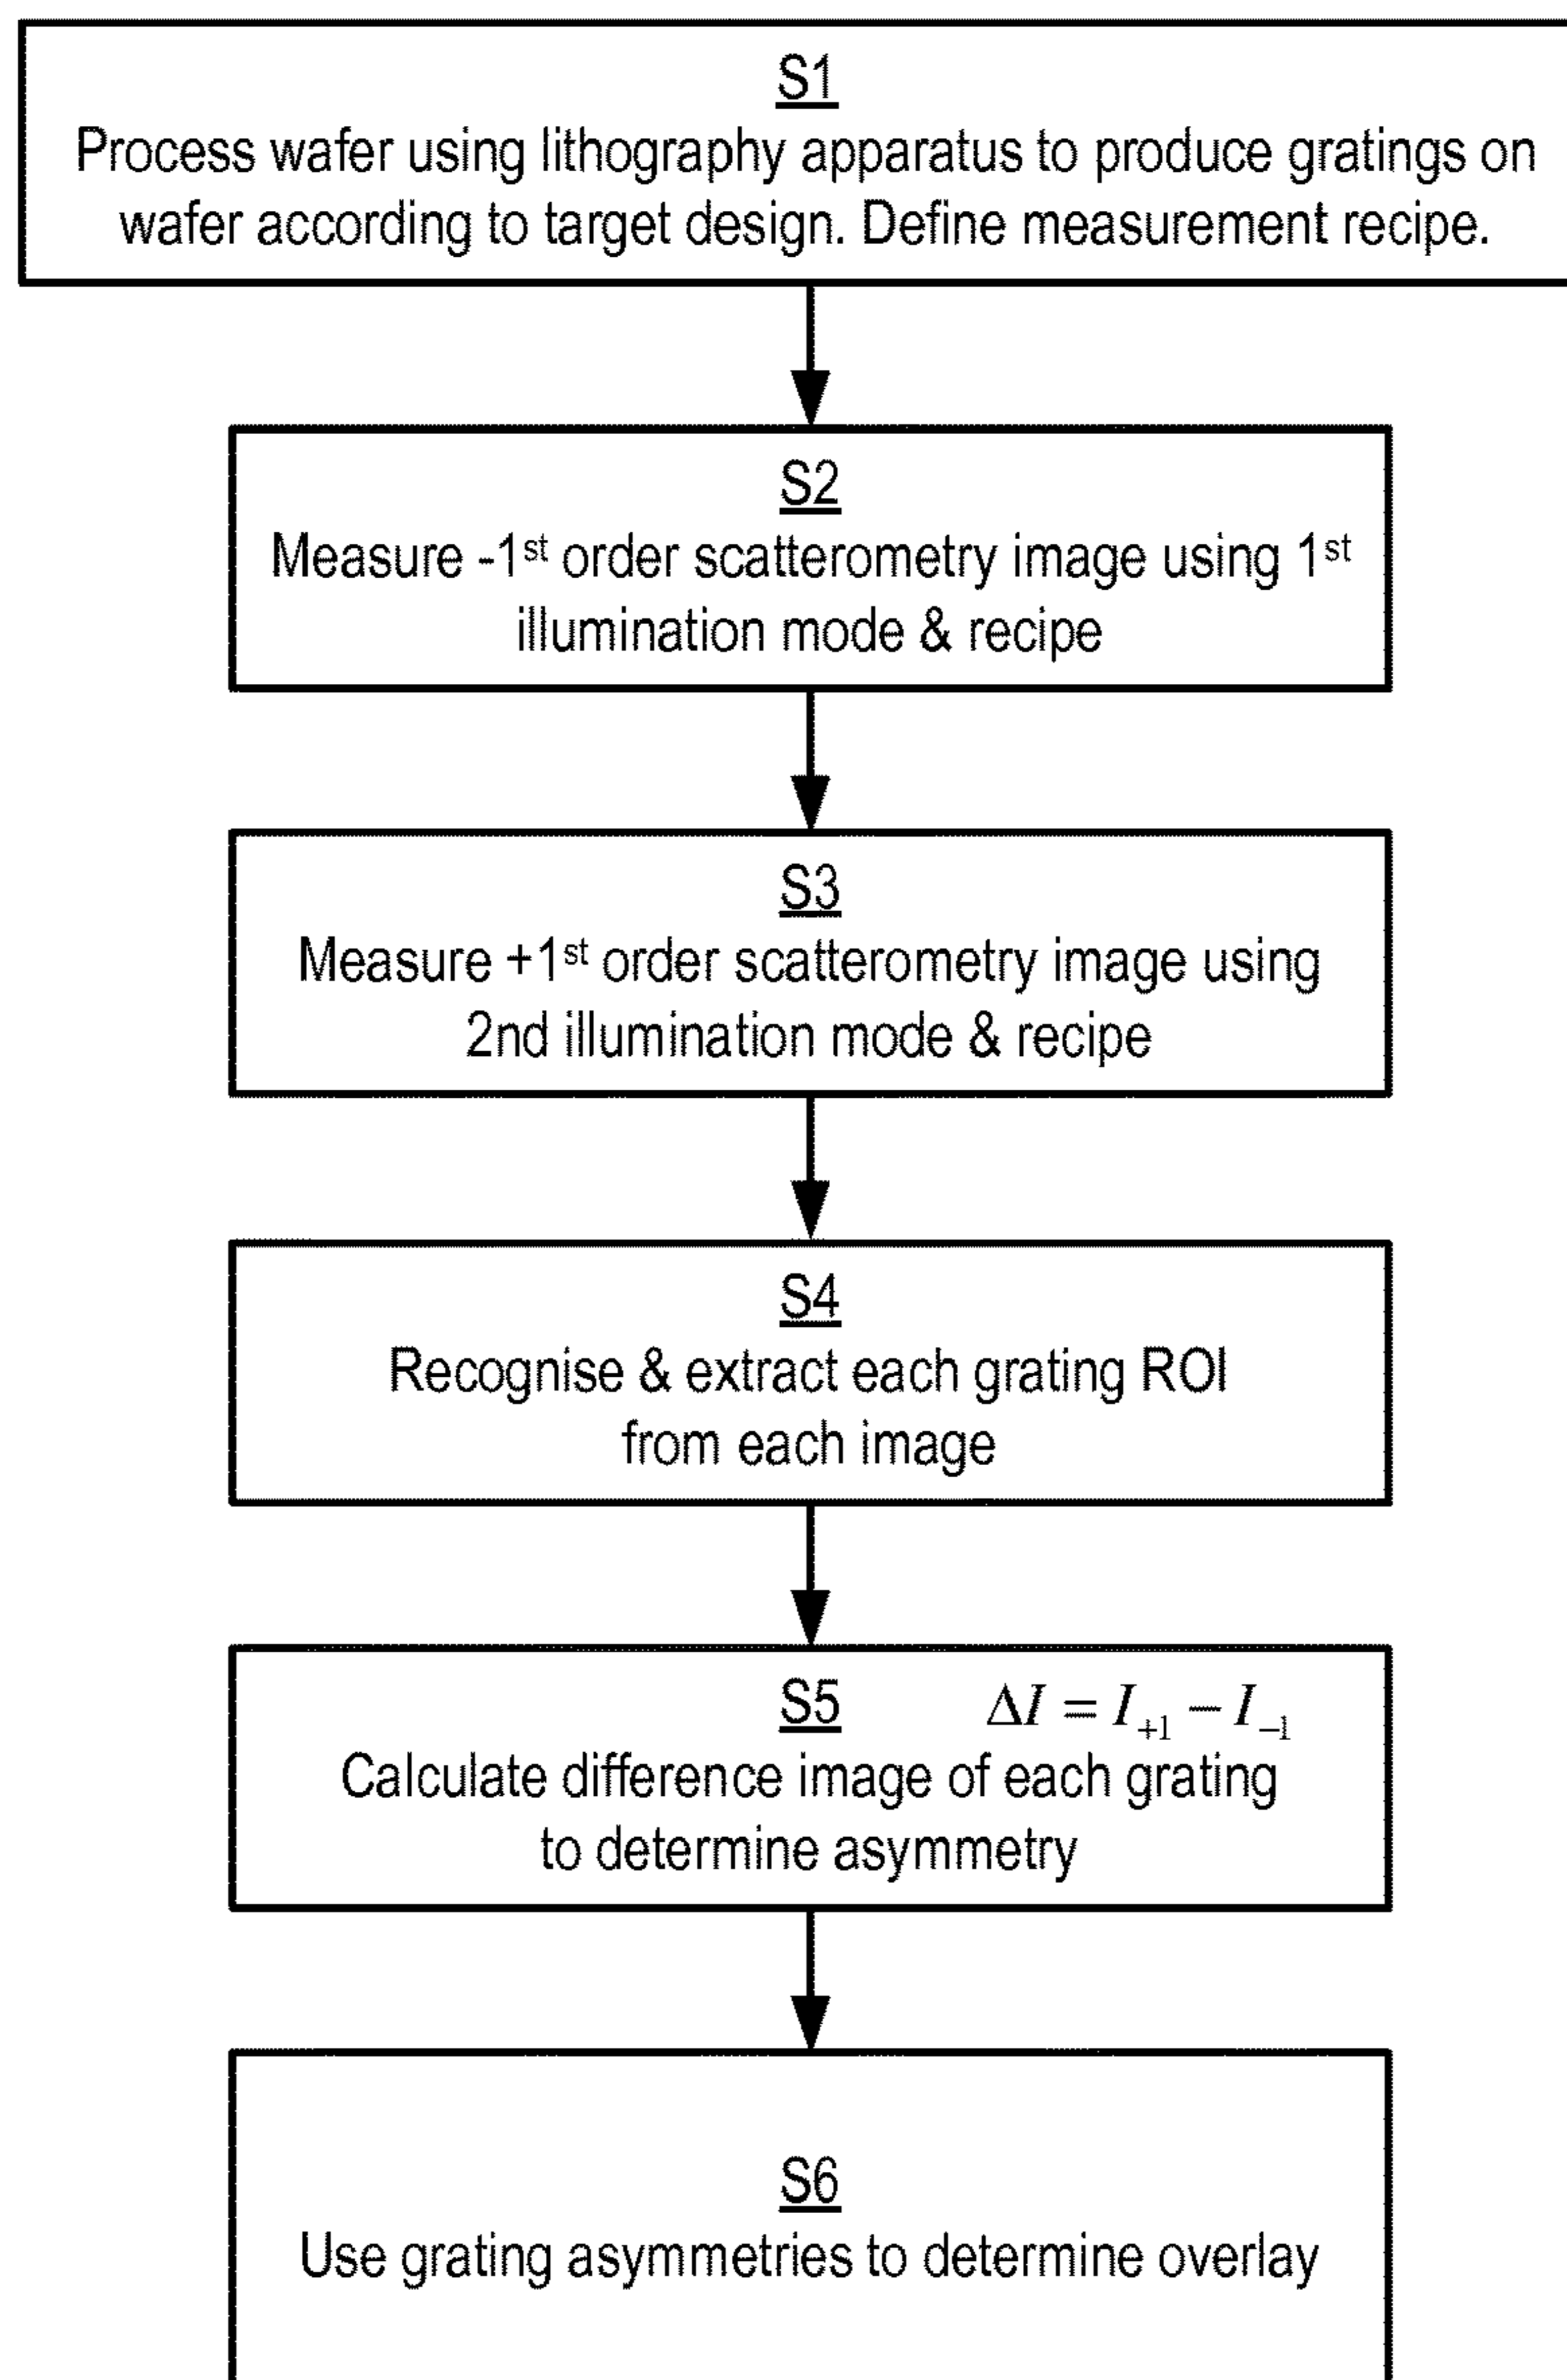 S1
Process wafer using lithography apparatus to produce gratings on
wafer according to target design. Define measurement recipe.
S2
Measure -1st order scatterometry image using 1st
illumination mode & recipe
S3
Measure +1st order scatterometry image using
2nd illumination mode & recipe
S4
Recognise & extract each grating ROI
from each image
S5 ΔI = I+1 − I−1
Calculate difference image of each grating
to determine asymmetry
S6
Use grating asymmetries to determine overlay